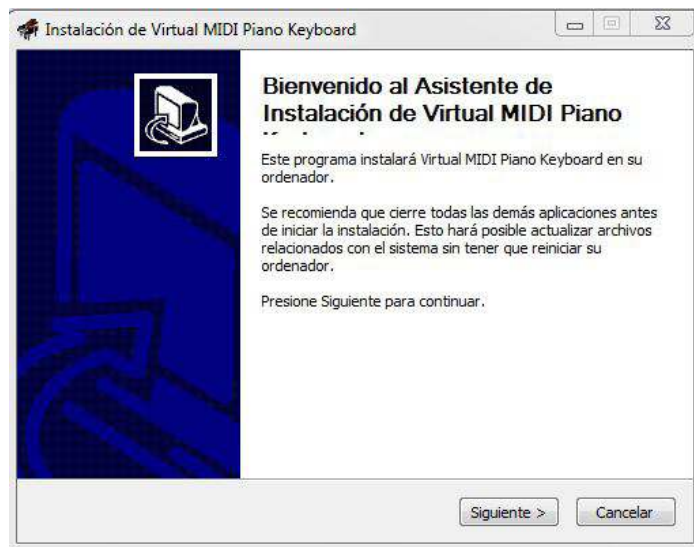 Instalación de Virtual MIDI Piano Keyboard
Bienvenido al Asistente de
Instalación de Virtual MIDI Piano
Este programa instalará Virtual MIDI Piano Keyboard en su
ordenador.
Se recomienda que cierre todas las demás aplicaciones antes
de iniciar la instalación. Esto hará posible actualizar archivos
relacionados con el sistema sin tener que reiniciar su
ordenador.
Presione Siguiente para continuar.
Siguiente >
Cancelar